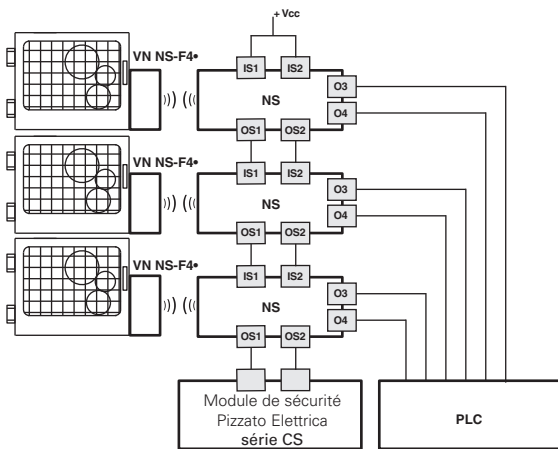 + Vcc
VN NS-F4•
IS1 IS2
NS
O3
O4
OS1 OS2
VN NS-F4•
IS1 IS2
NS
O3
O4
OS1 OS2
VN NS-F4•
IS1 IS2
NS
O3
O4
OS1 OS2
Module de sécurité
Pizzato Elettrica
série CS
PLC